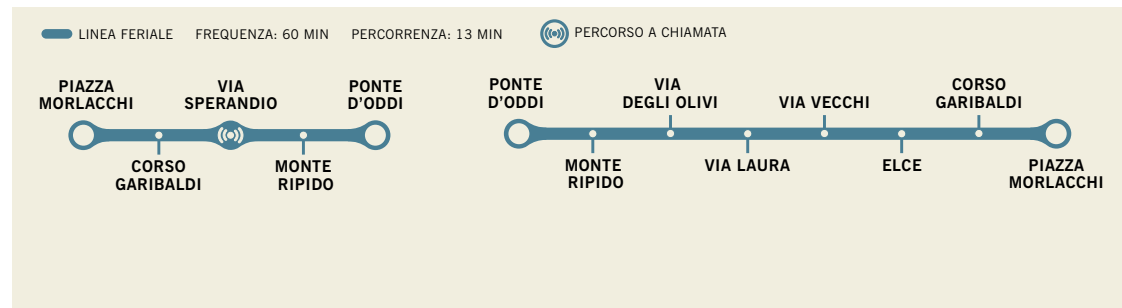 LINEA FERIALE FREQUENZA: 60 MIN PERCORRENZA: 13 MIN PERCORSO A CHIAMATA
PIAZZA
MORLACCHI
CORSO
GARIBALDI
VIA
SPERANDIO
MONTE
RIPIDO
PONTE
D'ODDI
PONTE
D'ODDI
MONTE
RIPIDO
VIA
DEGLI OLIVI
VIA LAURA
VIA VECCHI
ELCE
CORSO
GARIBALDI
PIAZZA
MORLACCHI